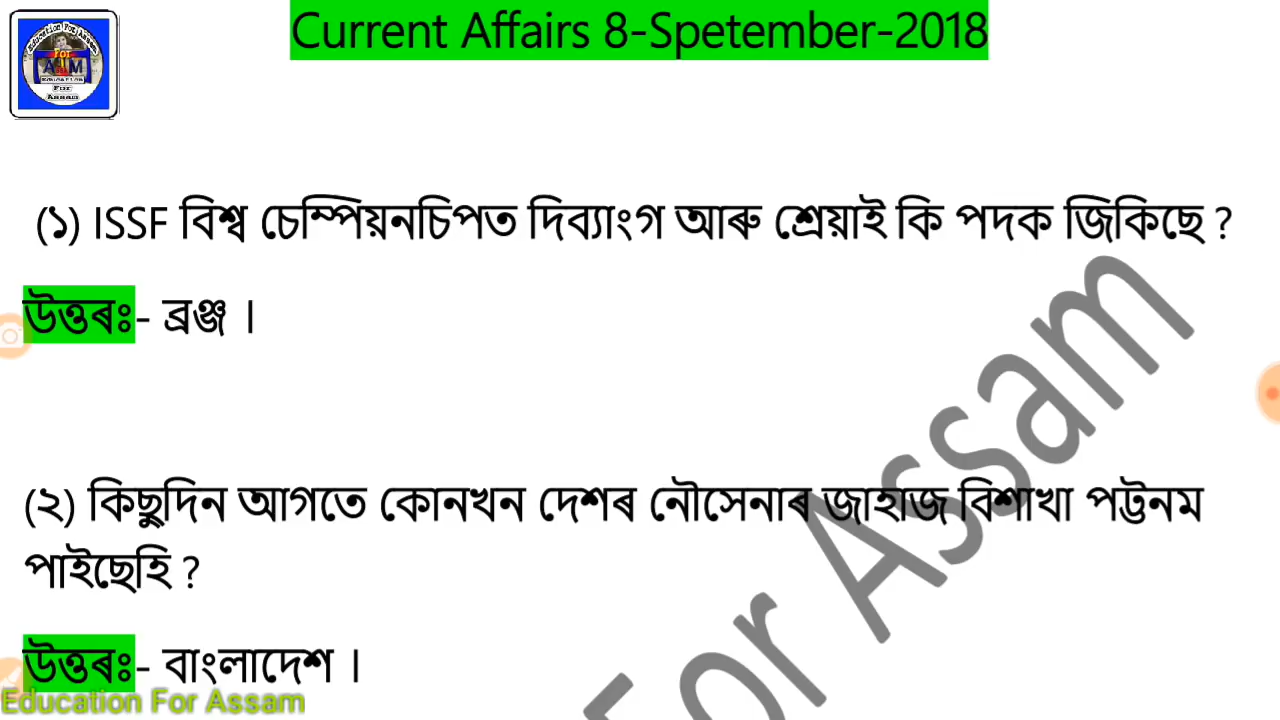 Current Affairs 8-Spetember-2018
(১) ISSF বিশ্ব চেম্পিয়নচিপত দিব্যাংগ আৰু শ্ৰেয়াই কি পদক জিকিছে ?
উত্তৰঃ- ব্ৰঞ্জ ।
(২) কিছুদিন আগতে কোনখন দেশৰ নৌসেনাৰ জাহাজ বিশাখা পট্টনম
পাইছেহি ?
উত্তৰঃ- বাংলাদেশ ।
Education For Assam
For Assam